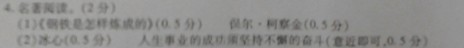 4.名著阅读。(2分)
(1)《钢铁是怎样炼成的》(0.5分) 保尔·柯察金(0.5分)
(2)冰心(0.5分) 人生事业的成功须坚持不懈的奋斗(意近即可,0.5分)